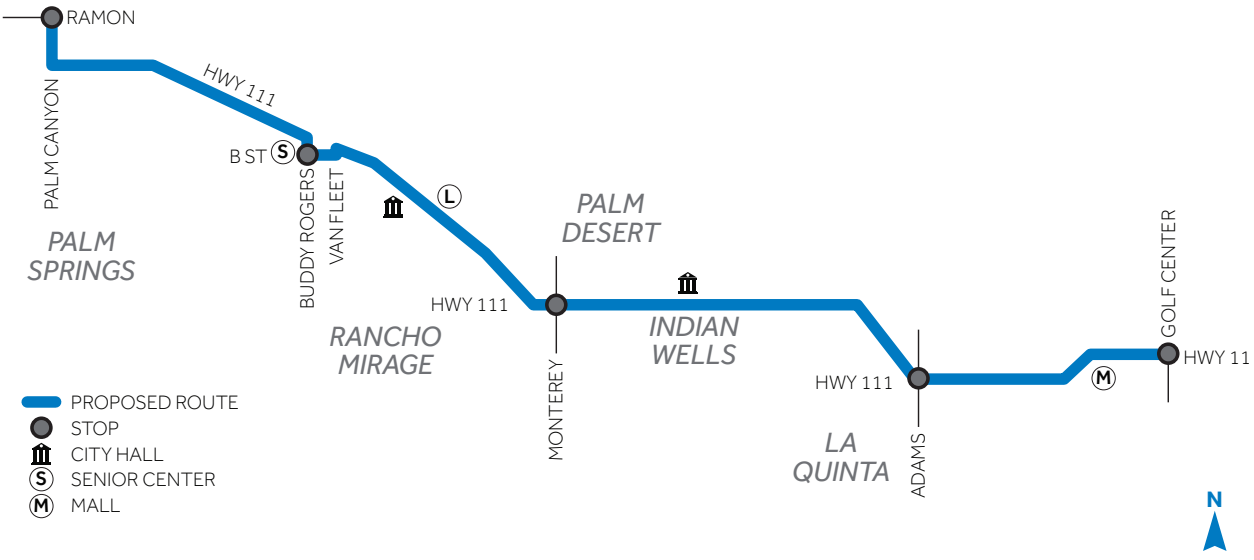 RAMON
PALM CANYON
HWY 111
B ST
S
BUDDY ROGERS
VAN FLEET
L
PALM
SPRINGS
PALM
DESERT
HWY 111
RANCHO
MIRAGE
MONTEREY
INDIAN
WELLS
HWY 111
LA
QUINTA
ADAMS
M
GOLF CENTER
HWY 11
PROPOSED ROUTE
STOP
CITY HALL
S SENIOR CENTER
M MALL
N